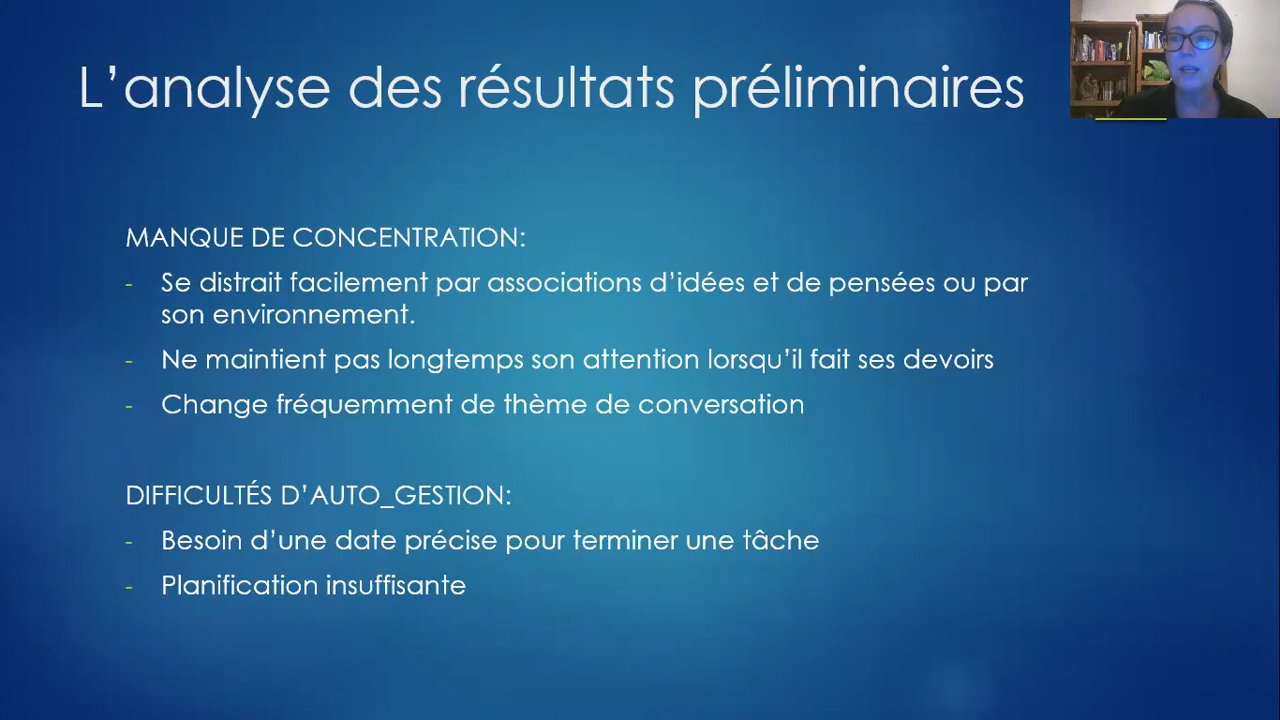 L'analyse des résultats préliminaires
MANQUE DE CONCENTRATION:
- Se distrait facilement par associations d'idées et de pensées ou par
son environnement.
- Ne maintient pas longtemps son attention lorsqu'il fait ses devoirs
- Change fréquemment de thème de conversation
DIFFICULTÉS D'AUTO_GESTION:
- Besoin d'une date précise pour terminer une tâche
- Planification insuffisante